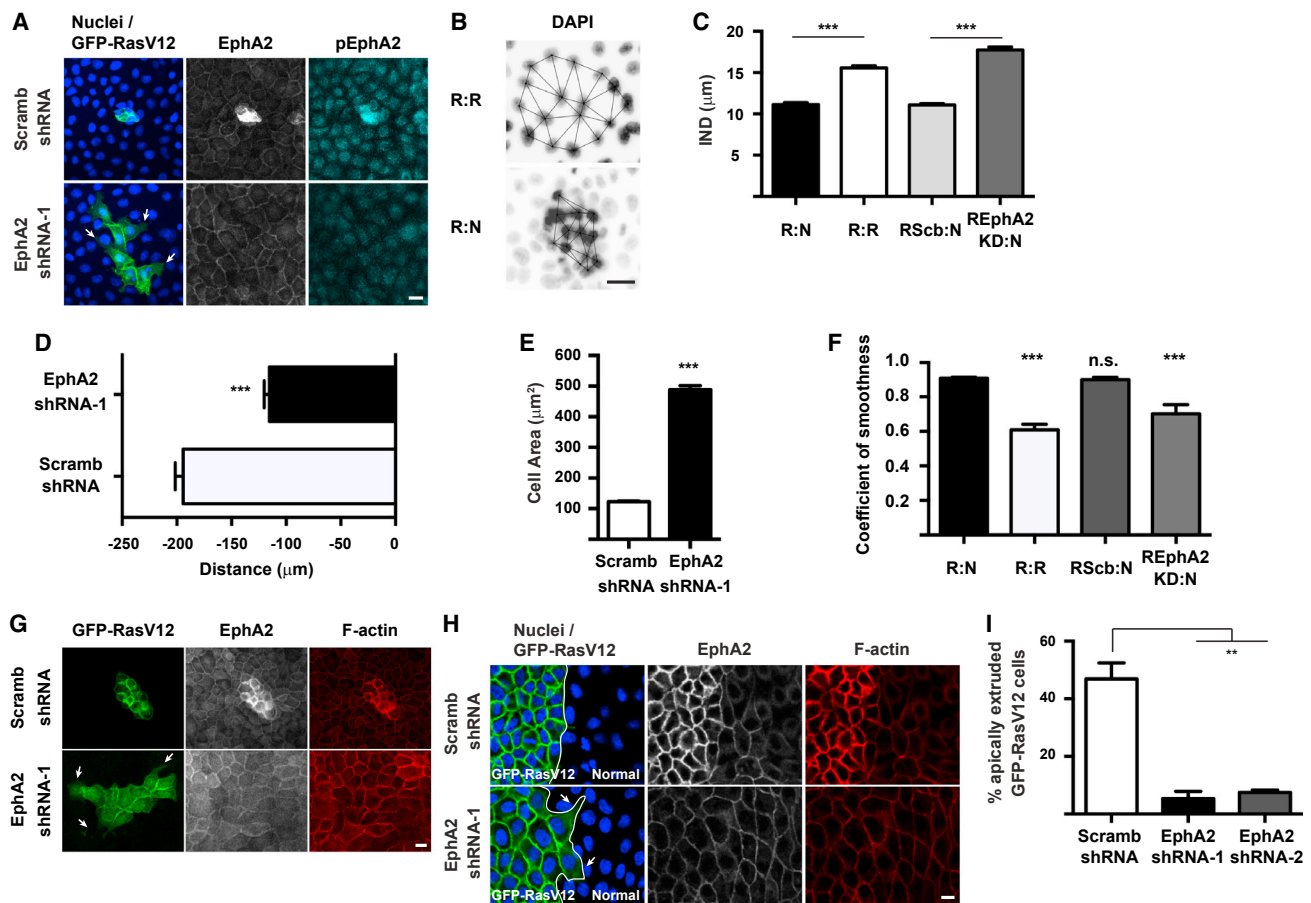 A
Nuclei /
GFP-RasV12
EphA2
pEphA2
Scramb
shRNA
EphA2
shRNA-1
B
DAPI
R:R
R:N
C
IND (μm)
20
15
10
5
***
***
R:N
R:R
RScb:N
REphA2
KD:N
D
EphA2
shRNA-1
***
Scramb
shRNA
-250
-200
-150
-100
-50
0
Distance (μm)
E
Cell Area (μm²)
600
500
400
300
200
100
***
Scramb
shRNA
EphA2
shRNA-1
F
Coefficient of smoothness
1.0
0.8
0.6
0.4
0.2
***
n.s.
***
R:N
R:R
RScb:N
REphA2
KD:N
G
GFP-RasV12
EphA2
F-actin
Scramb
shRNA
EphA2
shRNA-1
H
Nuclei /
GFP-RasV12
EphA2
F-actin
Scramb
shRNA
GFP-RasV12
Normal
EphA2
shRNA-1
GFP-RasV12
Normal
I
% apically extruded
GFP-RasV12 cells
60
40
20
**
Scramb
shRNA
EphA2
shRNA-1
EphA2
shRNA-2